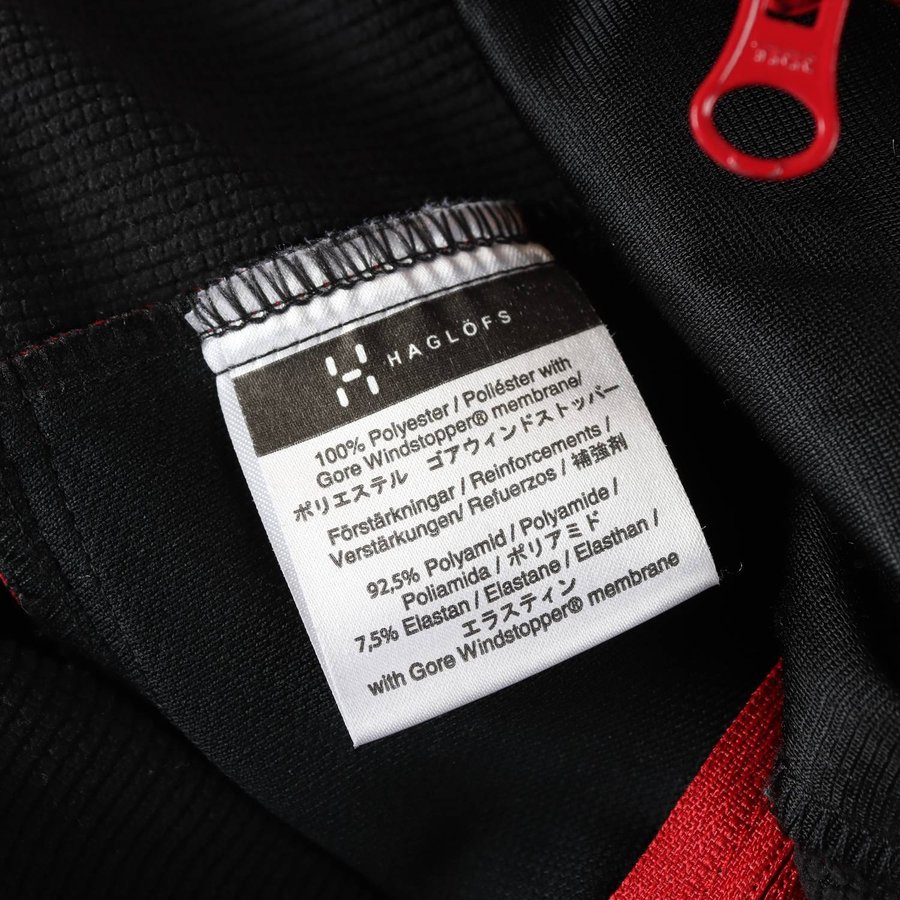 HAGLÖFS
100% Polyester / Poliéster with
Gore Windstopper® membrane/
ポリエステル ゴアウィンドストッパー
Förstärkningar / Reinforcements /
Verstärkungen/ Refuerzos / 補強剤
92,5% Polyamid / Polyamide /
Poliamida / ポリアミド
7,5% Elastan / Elastane / Elasthan /
エラスティン
with Gore Windstopper® membrane